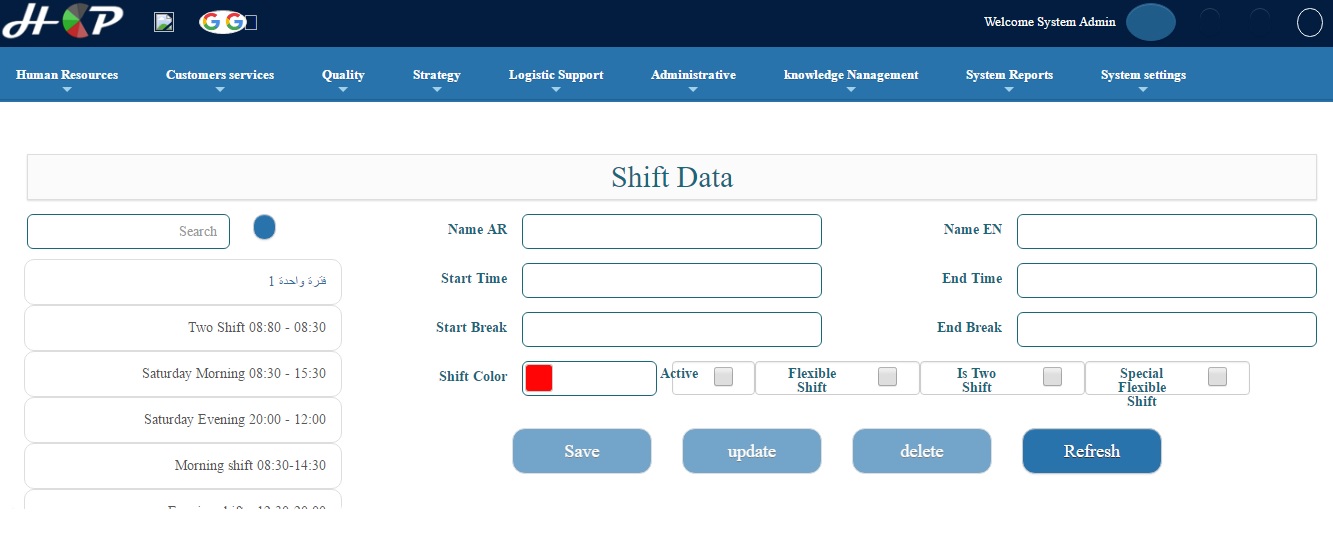 H P
G G
Welcome System Admin
Human Resources
Customers services
Quality
Strategy
Logistic Support
Administrative
knowledge Nanagement
System Reports
System settings
Shift Data
Search
فترة واحدة 1
Two Shift 08:80 - 08:30
Saturday Morning 08:30 - 15:30
Saturday Evening 20:00 - 12:00
Morning shift 08:30-14:30
Name AR
Name EN
Start Time
End Time
Start Break
End Break
Shift Color
Active
Flexible
Shift
Is Two
Shift
Special
Flexible
Shift
Save
update
delete
Refresh